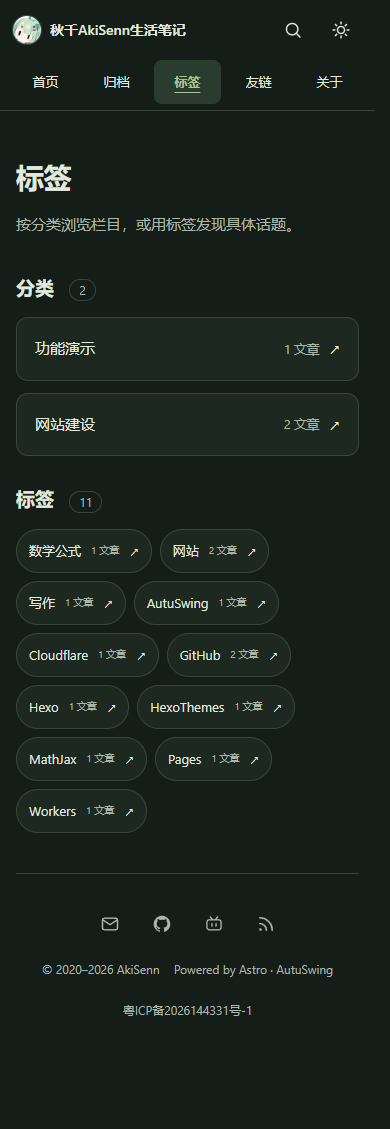 秋千AkiSenn生活笔记
首页 归档 标签 友链 关于
标签
按分类浏览栏目，或用标签发现具体话题。
分类 2
功能演示 1 文章 ↗
网站建设 2 文章 ↗
标签 11
数学公式 1 文章 ↗ 网站 2 文章 ↗
写作 1 文章 ↗ AutuSwing 1 文章 ↗
Cloudflare 1 文章 ↗ GitHub 2 文章 ↗
Hexo 1 文章 ↗ HexoThemes 1 文章 ↗
MathJax 1 文章 ↗ Pages 1 文章 ↗
Workers 1 文章 ↗
© 2020–2026 AkiSenn Powered by Astro · AutuSwing
粤ICP备2026144331号-1